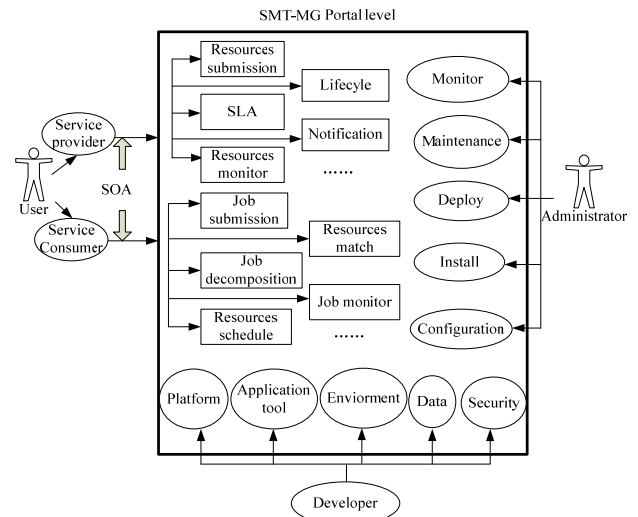 SMT-MG Portal level
Resources
submission
Lifecyle
SLA
Notification
Resources
monitor
......
Service
provider
SOA
User
Service
Consumer
Job
submission
Resources
match
Job
decomposition
Job monitor
Resources
schedule
......
Monitor
Maintenance
Deploy
Install
Configuration
Administrator
Platform
Application
tool
Enviorment
Data
Security
Developer